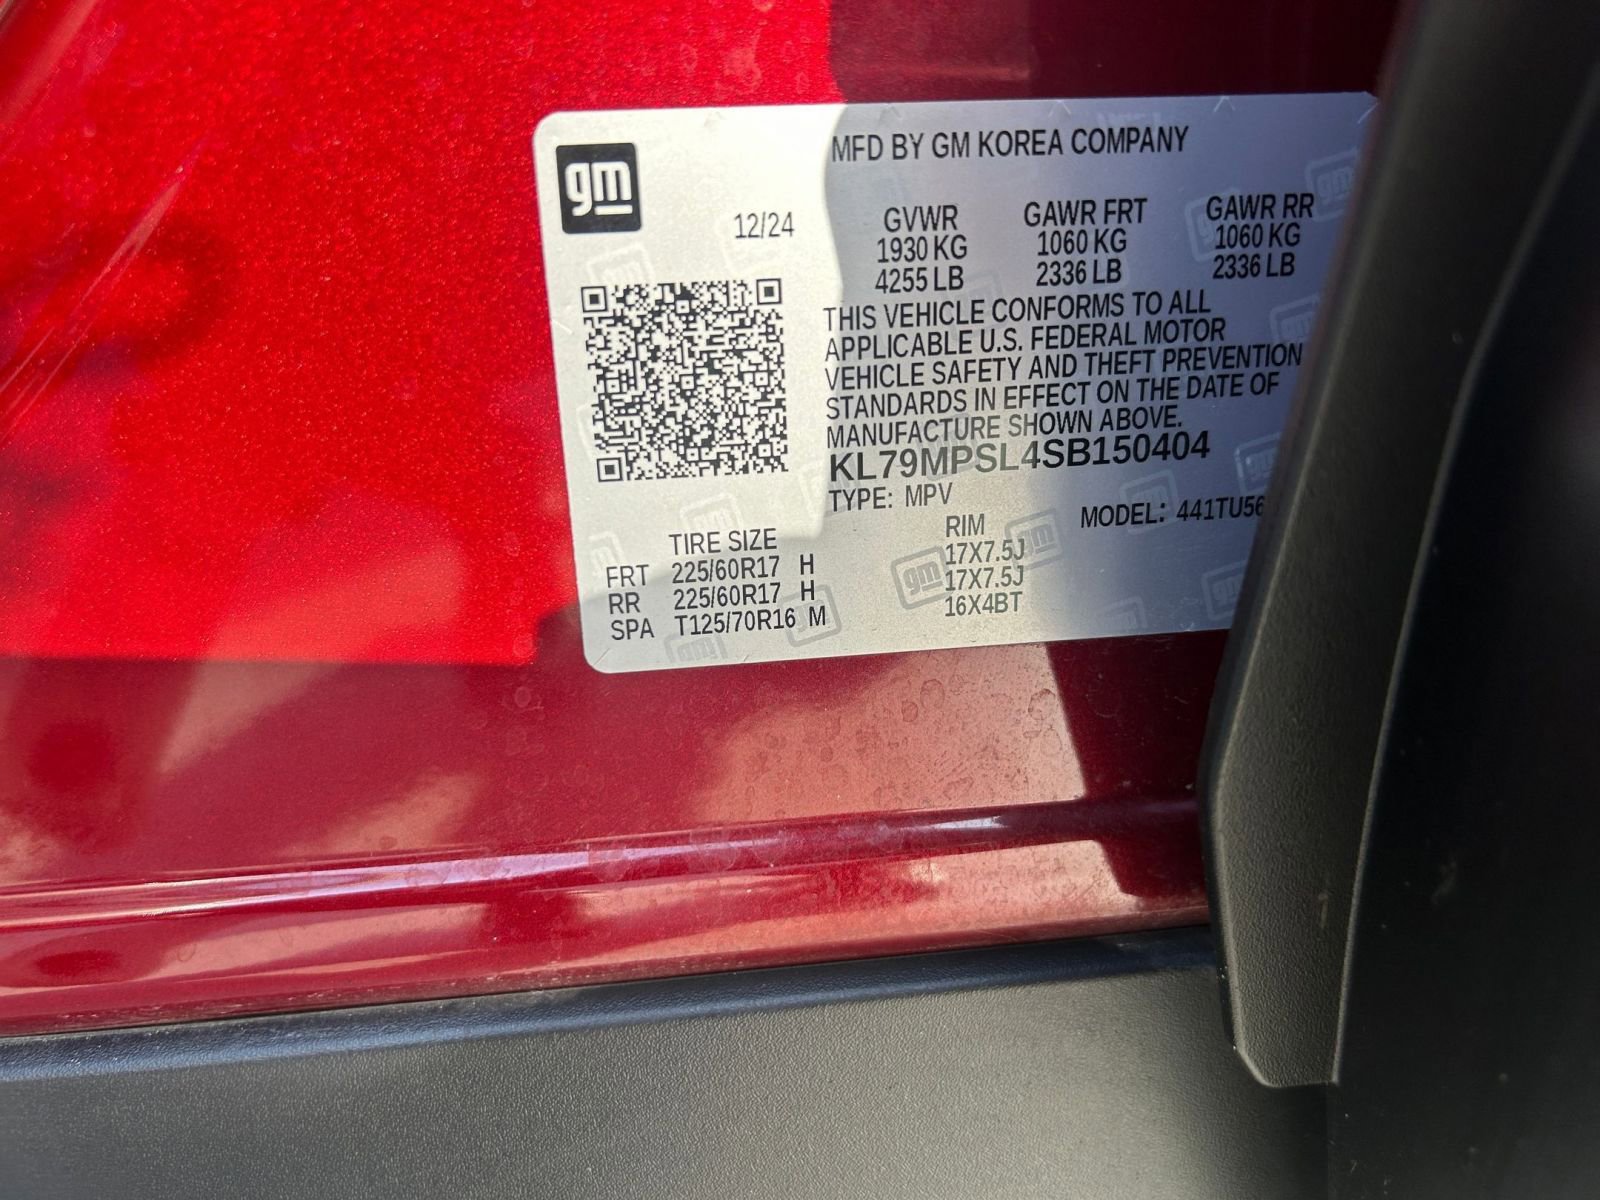 gm
MFD BY GM KOREA COMPANY
12/24
GVWR GAWR FRT GAWR RR
1930 KG 1060 KG 1060 KG
4255 LB 2336 LB 2336 LB
THIS VEHICLE CONFORMS TO ALL
APPLICABLE U.S. FEDERAL MOTOR
VEHICLE SAFETY AND THEFT PREVENTION
STANDARDS IN EFFECT ON THE DATE OF
MANUFACTURE SHOWN ABOVE.
KL79MPSL4SB150404
TYPE: MPV MODEL: 441TU56
TIRE SIZE RIM
FRT 225/60R17 H 17X7.5J
RR 225/60R17 H 17X7.5J
SPA T125/70R16 M 16X4BT